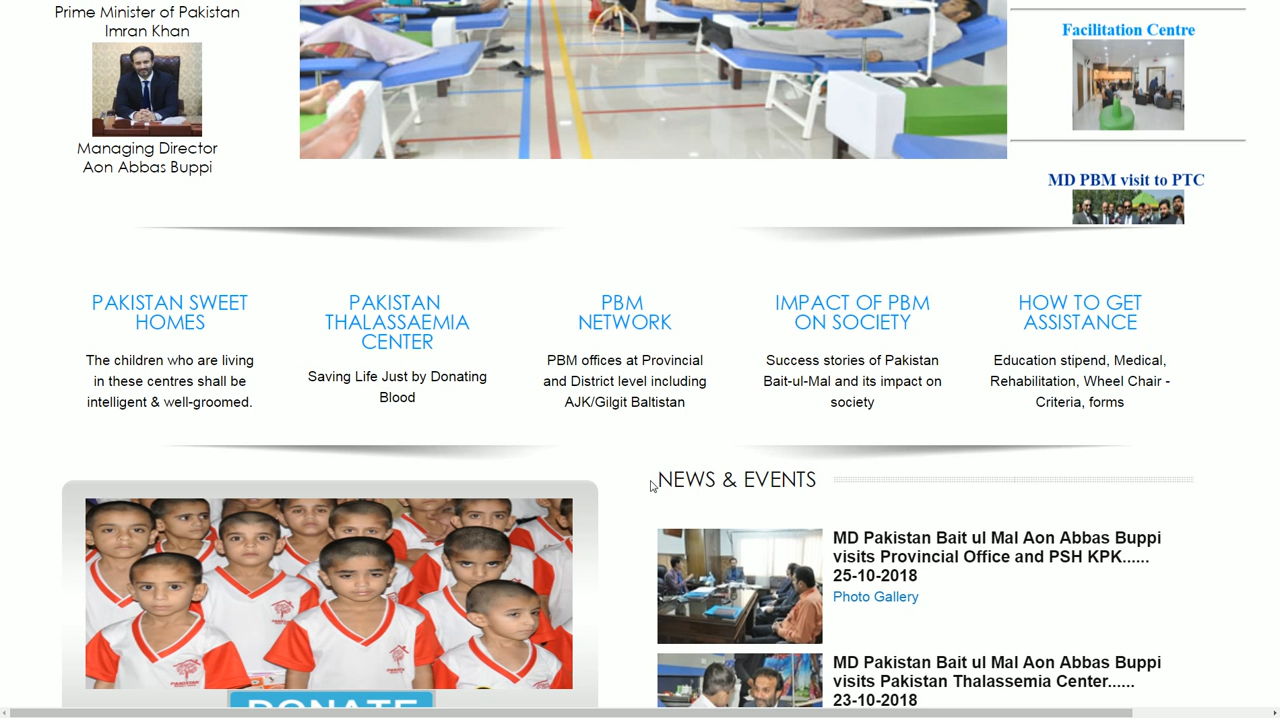 Prime Minister of Pakistan
Imran Khan
Managing Director
Aon Abbas Buppi
Facilitation Centre
MD PBM visit to PTC
PAKISTAN SWEET
HOMES
The children who are living
in these centres shall be
intelligent & well-groomed.
PAKISTAN
THALASSAEMIA
CENTER
Saving Life Just by Donating
Blood
PBM
NETWORK
PBM offices at Provincial
and District level including
AJK/Gilgit Baltistan
IMPACT OF PBM
ON SOCIETY
Success stories of Pakistan
Bait-ul-Mal and its impact on
society
HOW TO GET
ASSISTANCE
Education stipend, Medical,
Rehabilitation, Wheel Chair -
Criteria, forms
DONATE
NEWS & EVENTS
MD Pakistan Bait ul Mal Aon Abbas Buppi
visits Provincial Office and PSH KPK......
25-10-2018
Photo Gallery
MD Pakistan Bait ul Mal Aon Abbas Buppi
visits Pakistan Thalassemia Center......
23-10-2018